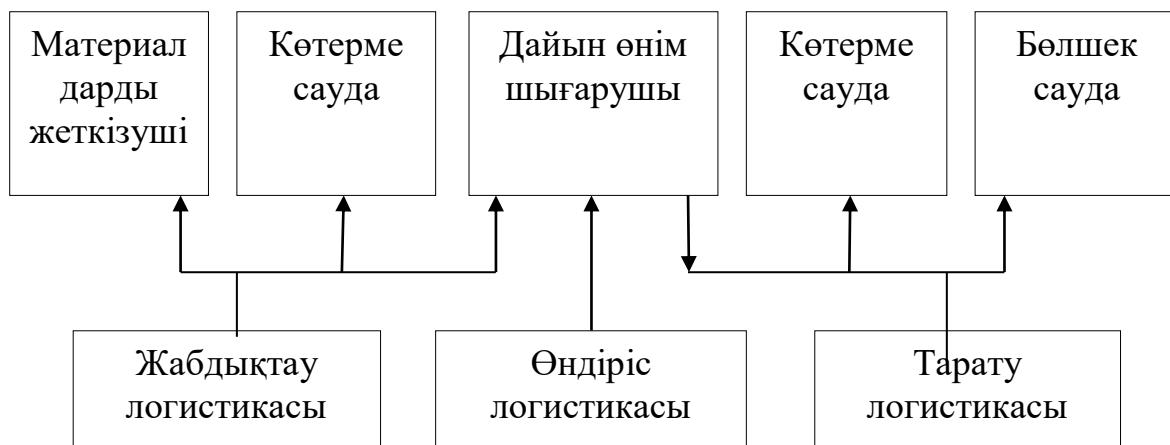 Материал
дарды
жеткізуші
Көтерме
сауда
Дайын өнім
шығарушы
Көтерме
сауда
Бөлшек
сауда
Жабдықтау
логистикасы
Өндіріс
логистикасы
Тарату
логистикасы